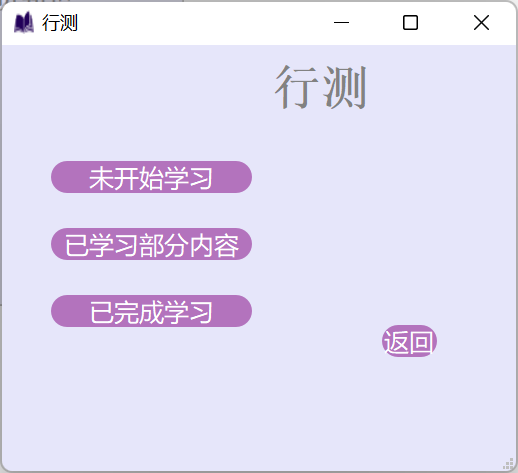 行测
行测
未开始学习
已学习部分内容
已完成学习
返回